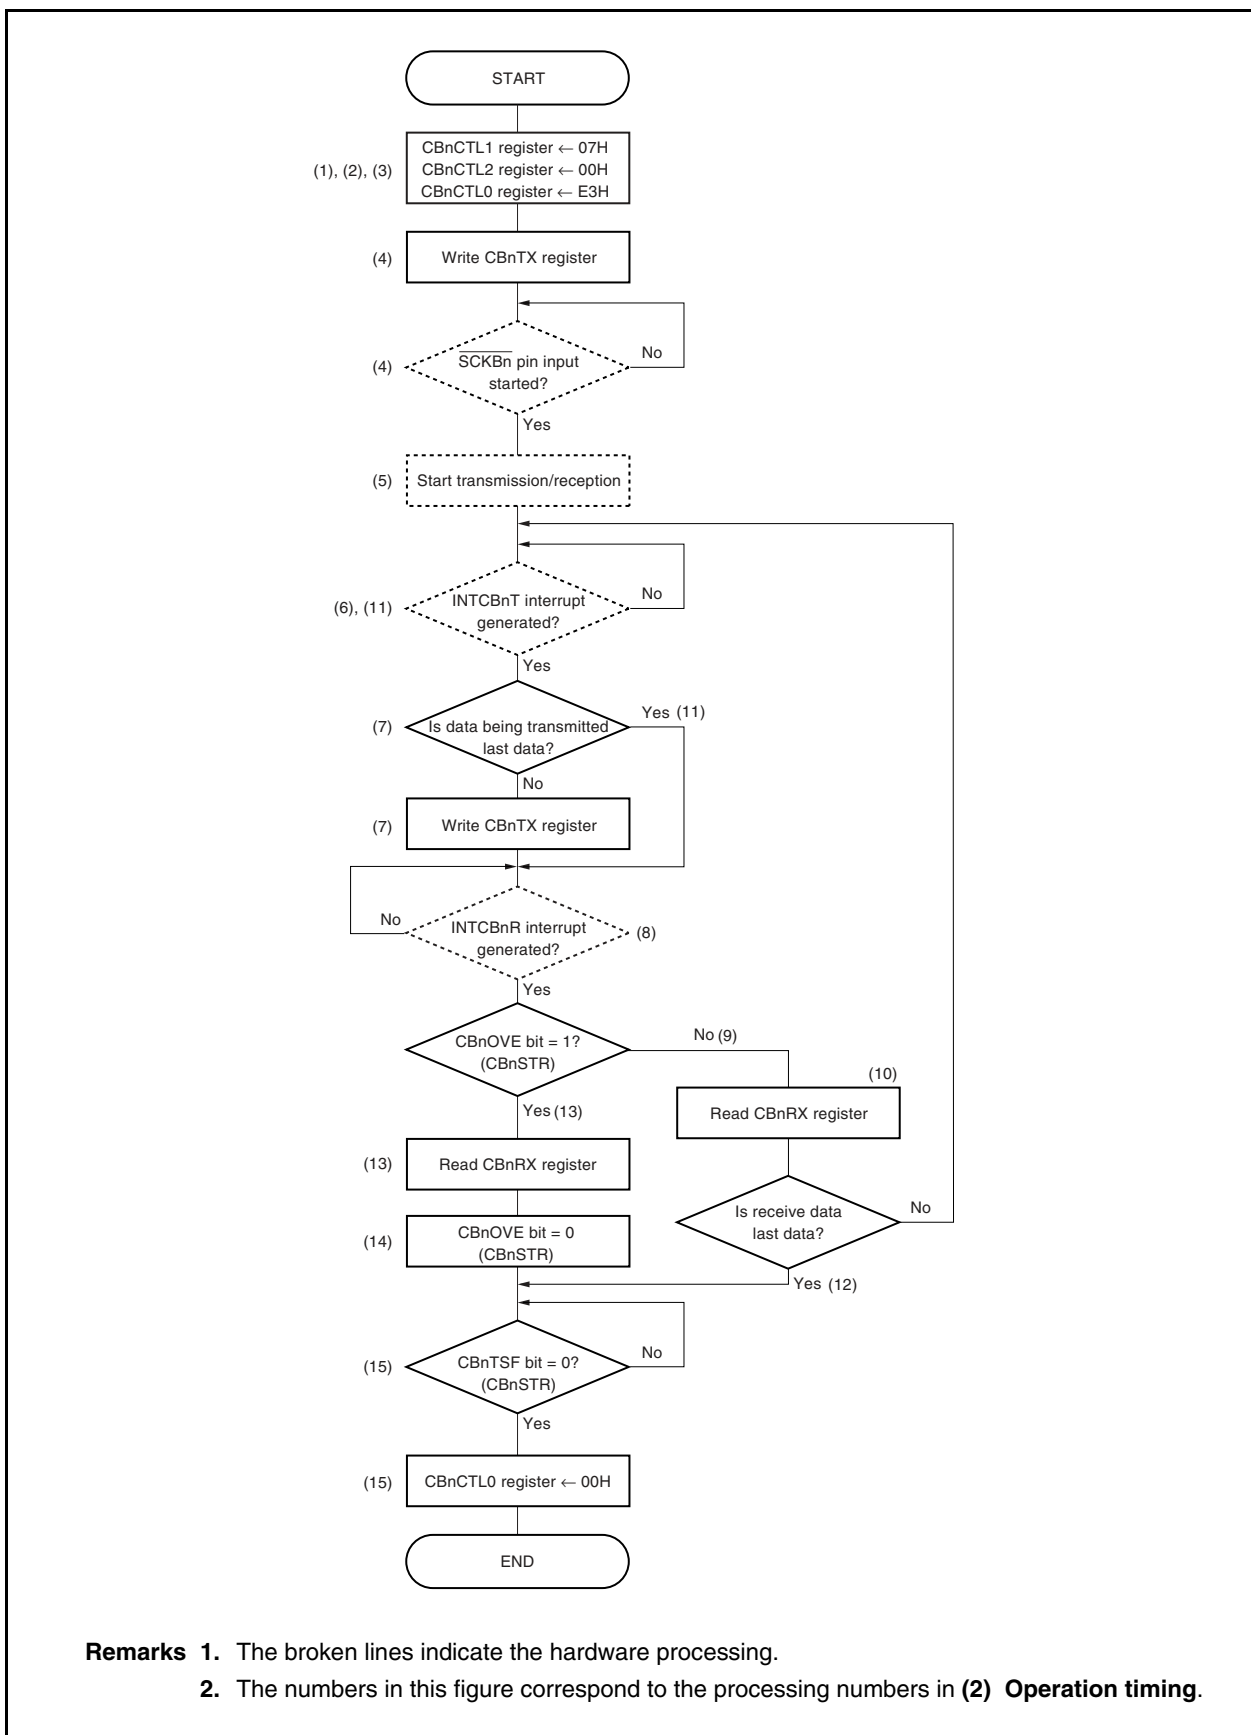 START
CBnCTL1 register ← 07H
(1), (2), (3) CBnCTL2 register ← 00H
CBnCTL0 register ← E3H
(4) Write CBnTX register
(4) SCKBn pin input No
started?
Yes
(5) Start transmission/reception
(6), (11) INTCBnT interrupt No
generated?
Yes
Yes (11)
(7) Is data being transmitted
last data?
No
(7) Write CBnTX register
No INTCBnR interrupt (8)
generated?
Yes
CBnOVE bit = 1? No (9)
(CBnSTR)
(10)
Yes (13) Read CBnRX register
(13) Read CBnRX register
Is receive data No
last data?
(14) CBnOVE bit = 0
(CBnSTR)
Yes (12)
(15) CBnTSF bit = 0? No
(CBnSTR)
Yes
(15) CBnCTL0 register ← 00H
END
Remarks 1. The broken lines indicate the hardware processing.
2. The numbers in this figure correspond to the processing numbers in (2) Operation timing.